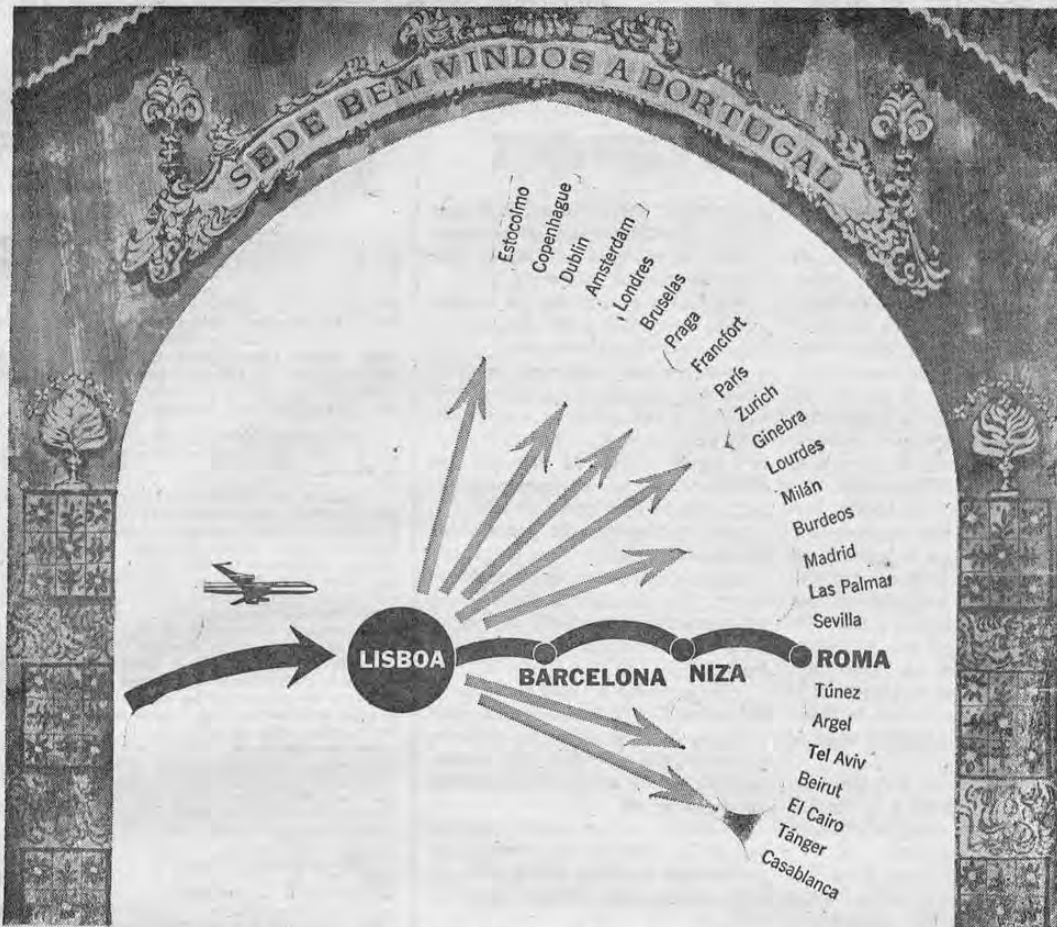 SEDE BEM VINDOS A PORTUGAL
Estocolmo
Copenhague
Dublin
Amsterdam
Londres
Bruselas
Praga
Francfort
París
Zurich
Ginebra
Lourdes
Milán
Burdeos
Madrid
Las Palmas
Sevilla
LISBOA
BARCELONA
NIZA
ROMA
Túnez
Argel
Tel Aviv
Beirut
El Cairo
Tánger
Casablanca